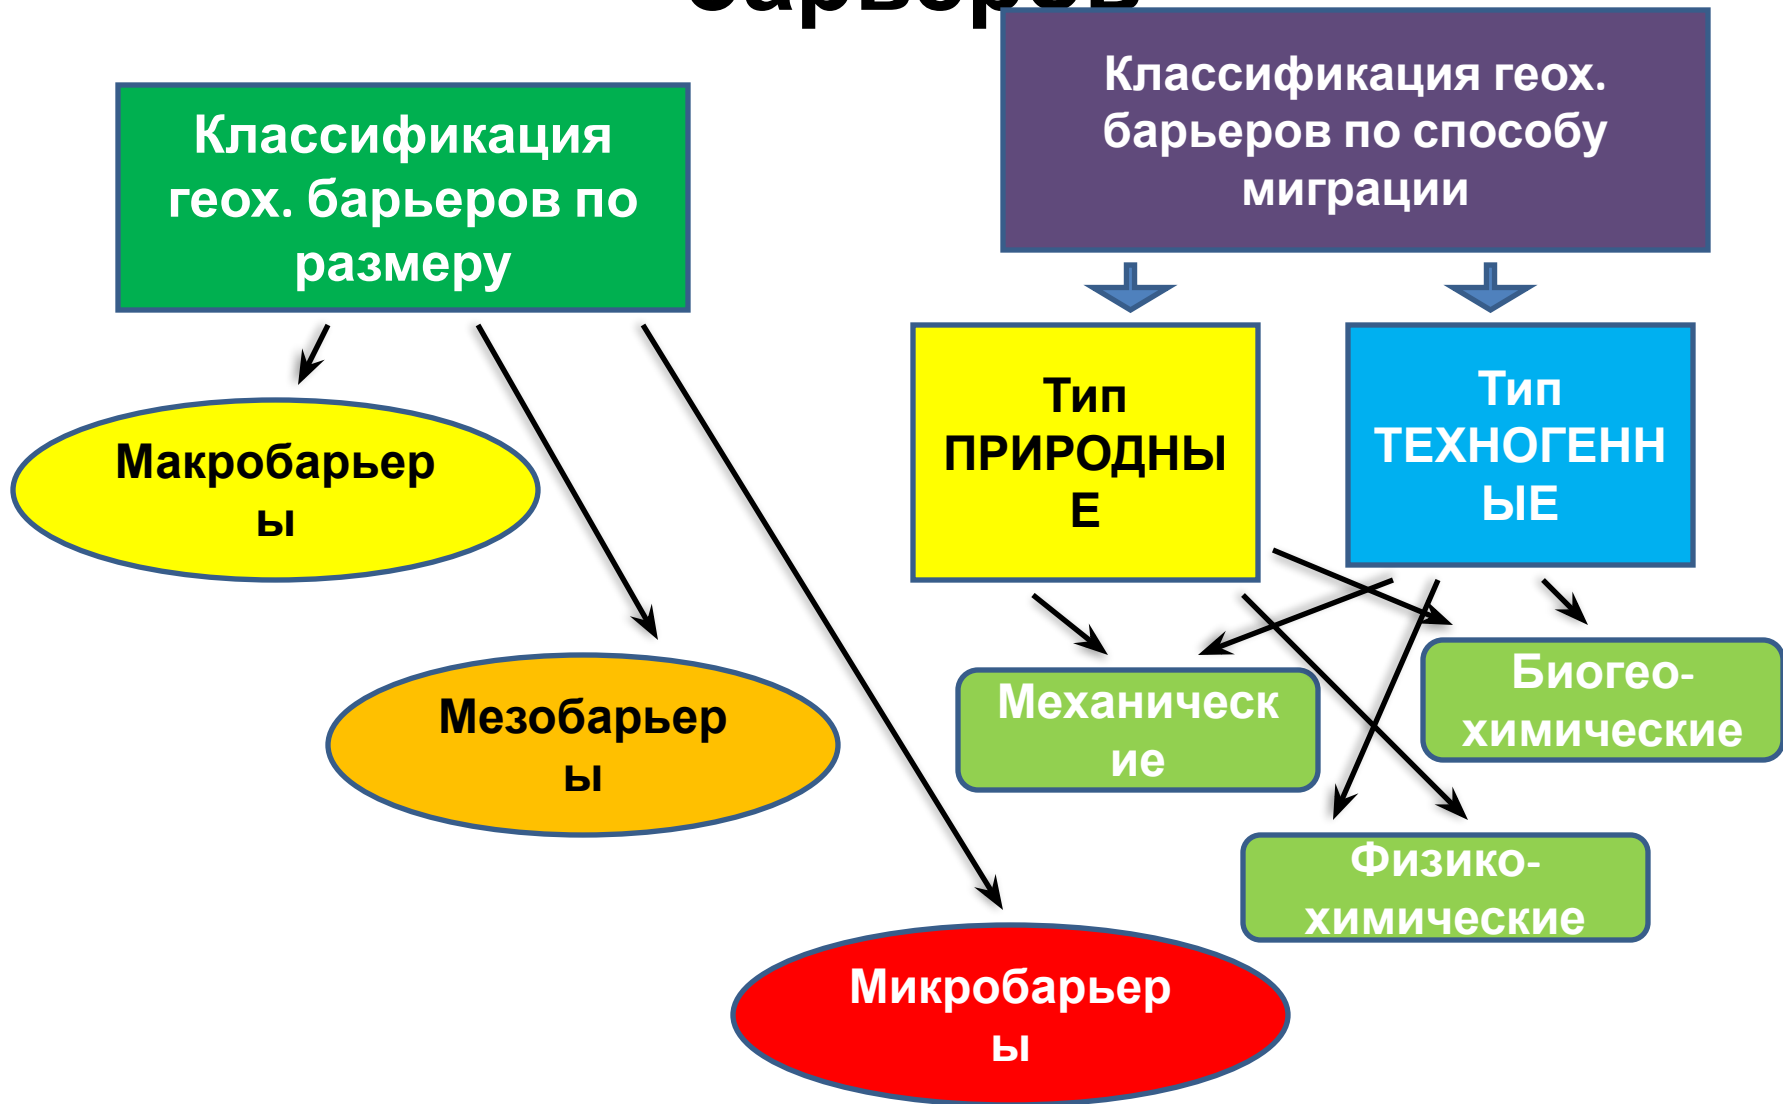 барьеров
Классификация
геох. барьеров по
размеру
Классификация геох.
барьеров по способу
миграции
Макробарьер
ы
Мезобарьер
ы
Микробарьер
ы
Тип
ПРИРОДНЫ
Е
Тип
ТЕХНОГЕНН
ЫЕ
Механическ
ие
Биогео-
химические
Физико-
химические